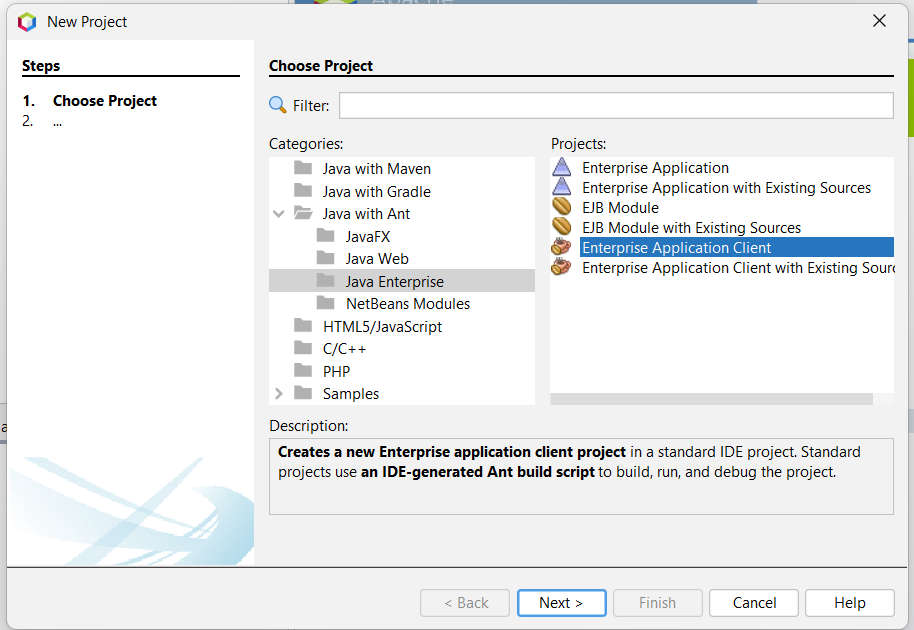 Apache
New Project
Steps
1. Choose Project
2. ...
Choose Project
Filter:
Categories:
Java with Maven
Java with Gradle
Java with Ant
JavaFX
Java Web
Java Enterprise
NetBeans Modules
HTML5/JavaScript
C/C++
PHP
Samples
Projects:
Enterprise Application
Enterprise Application with Existing Sources
EJB Module
EJB Module with Existing Sources
Enterprise Application Client
Enterprise Application Client with Existing Sour
Description:
Creates a new Enterprise application client project in a standard IDE project. Standard
projects use an IDE-generated Ant build script to build, run, and debug the project.
< Back
Next >
Finish
Cancel
Help